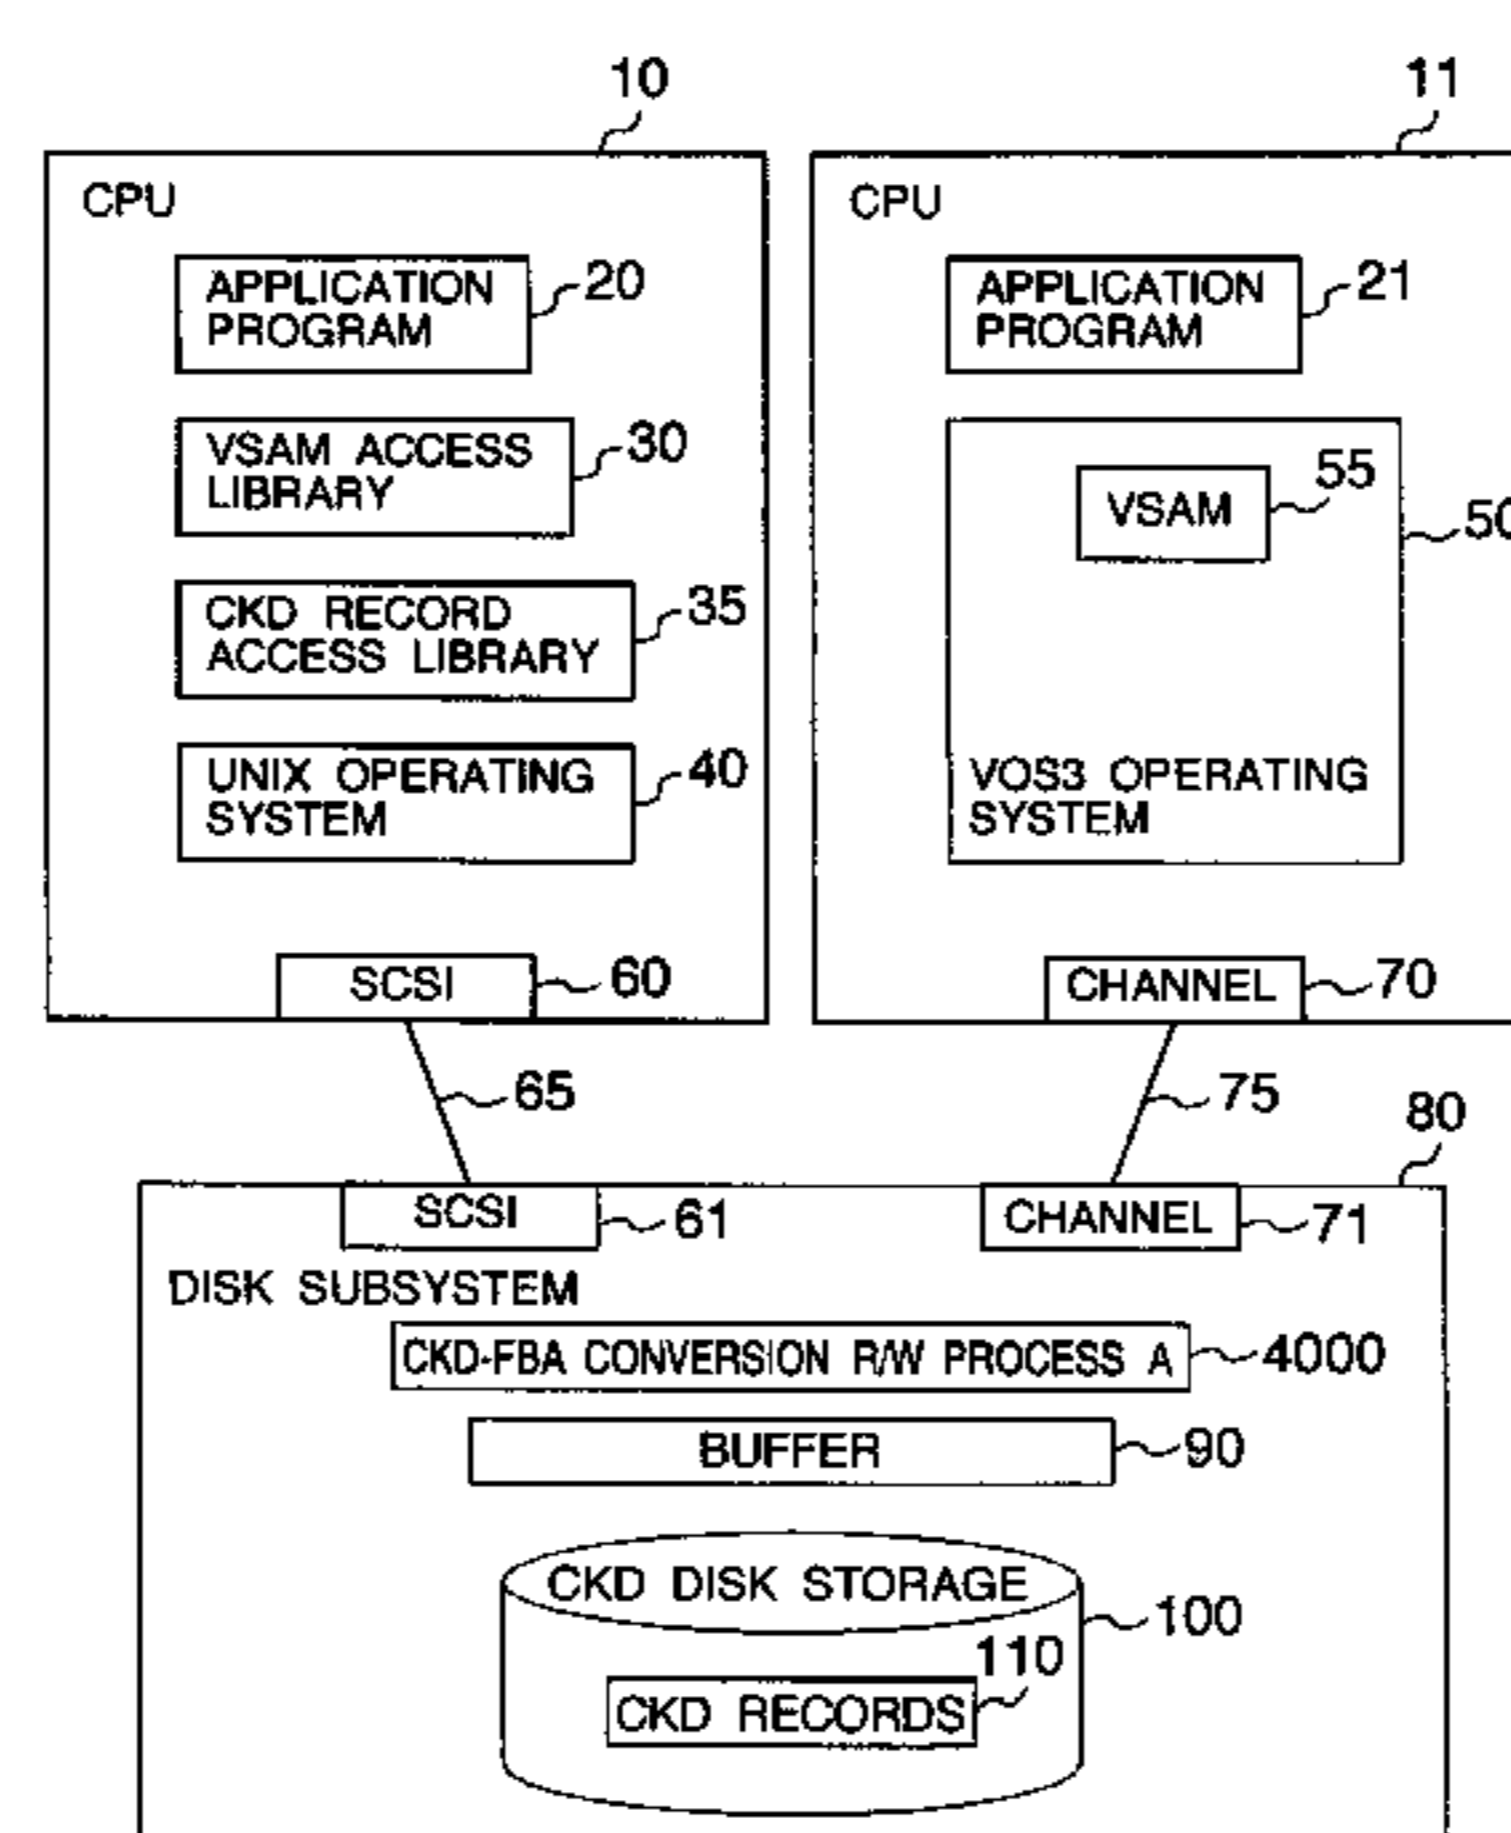 10
11
CPU
CPU
APPLICATION
PROGRAM
20
APPLICATION
PROGRAM
21
VSAM ACCESS
LIBRARY
30
VSAM
55
50
CKD RECORD
ACCESS LIBRARY
35
UNIX OPERATING
SYSTEM
40
VOS3 OPERATING
SYSTEM
SCSI
60
CHANNEL
70
65
75
80
SCSI
61
CHANNEL
71
DISK SUBSYSTEM
CKD-FBA CONVERSION R/W PROCESS A
4000
BUFFER
90
CKD DISK STORAGE
100
110
CKD RECORDS